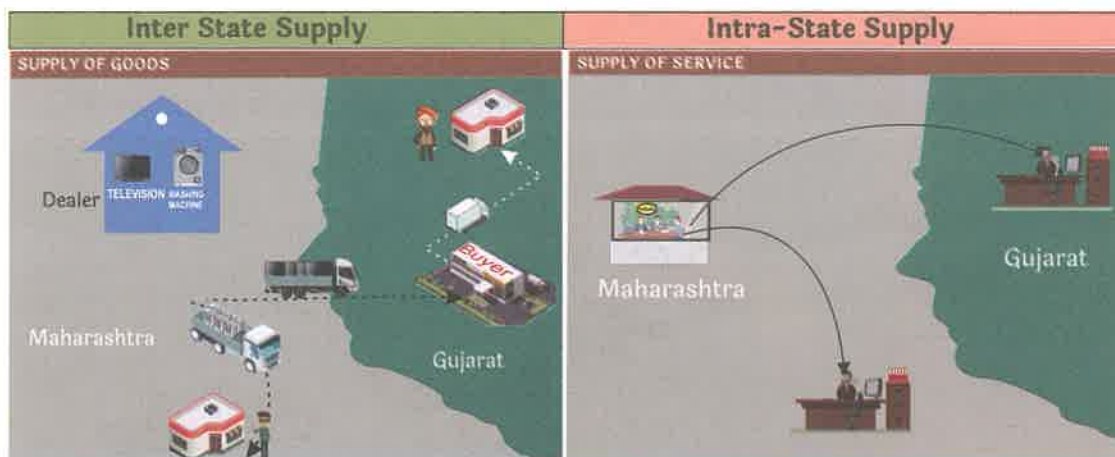 Inter State Supply
Intra-State Supply
SUPPLY OF GOODS
SUPPLY OF SERVICE
Dealer
TELEVISION
WASHING
MACHINE
Buyer
Maharashtra
Gujarat
Maharashtra
Gujarat